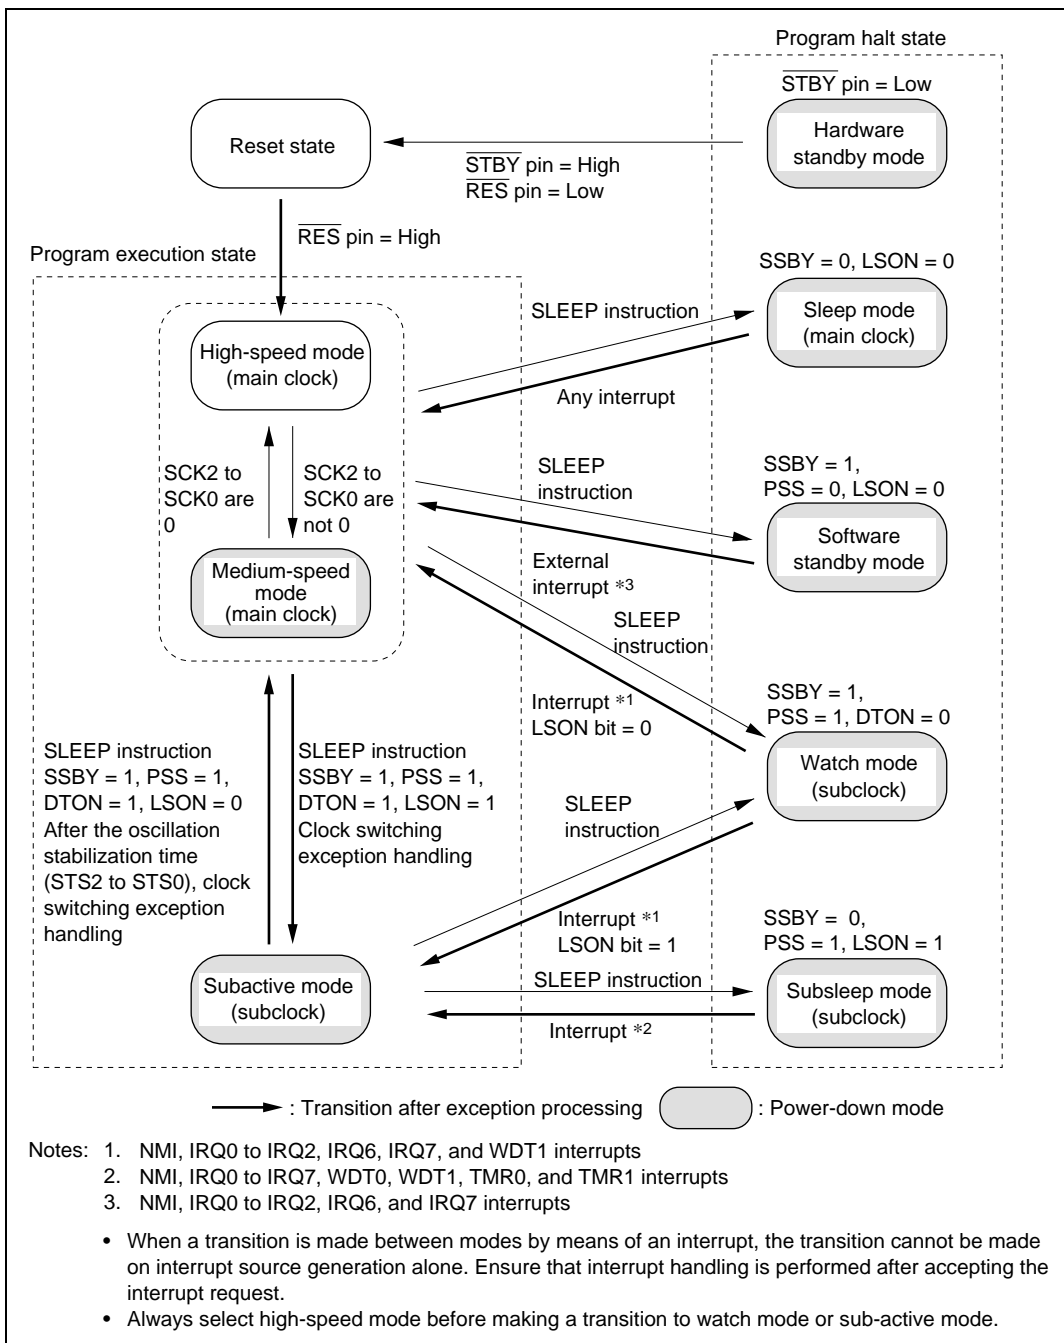 Program halt state
STBY pin = Low
Hardware
standby mode
Reset state
STBY pin = High
RES pin = Low
RES pin = High
Program execution state
SSBY = 0, LSON = 0
Sleep mode
(main clock)
SLEEP instruction
Any interrupt
High-speed mode
(main clock)
SCK2 to
SCK0 are
0
SCK2 to
SCK0 are
not 0
Medium-speed
mode
(main clock)
SLEEP
instruction
External
interrupt *3
SSBY = 1,
PSS = 0, LSON = 0
Software
standby mode
SLEEP
instruction
Interrupt *1
LSON bit = 0
SSBY = 1,
PSS = 1, DTON = 0
Watch mode
(subclock)
SLEEP instruction
SSBY = 1, PSS = 1,
DTON = 1, LSON = 0
After the oscillation
stabilization time
(STS2 to STS0), clock
switching exception
handling
SLEEP instruction
SSBY = 1, PSS = 1,
DTON = 1, LSON = 1
Clock switching
exception handling
SLEEP
instruction
Interrupt *1
LSON bit = 1
SSBY = 0,
PSS = 1, LSON = 1
Subactive mode
(subclock)
SLEEP instruction
Interrupt *2
Subsleep mode
(subclock)
: Transition after exception processing
: Power-down mode
Notes: 1. NMI, IRQ0 to IRQ2, IRQ6, IRQ7, and WDT1 interrupts
2. NMI, IRQ0 to IRQ7, WDT0, WDT1, TMR0, and TMR1 interrupts
3. NMI, IRQ0 to IRQ2, IRQ6, and IRQ7 interrupts
• When a transition is made between modes by means of an interrupt, the transition cannot be made
on interrupt source generation alone. Ensure that interrupt handling is performed after accepting the
interrupt request.
• Always select high-speed mode before making a transition to watch mode or sub-active mode.